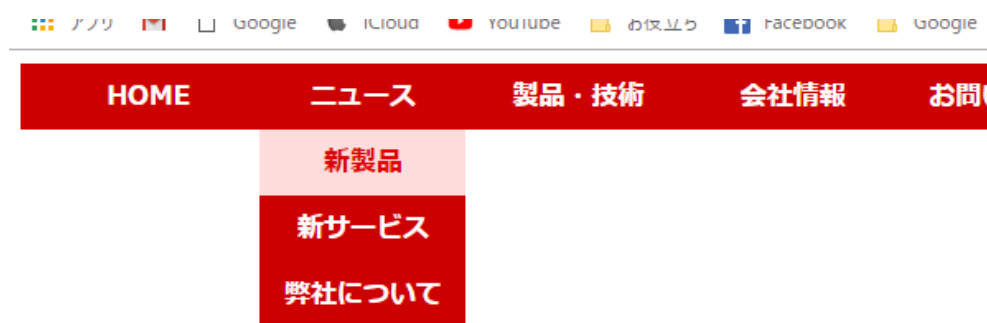 アプリ Google iCloud YouTube お役立ち Facebook Google
HOME ニュース 製品・技術 会社情報 お問
新製品
新サービス
弊社について